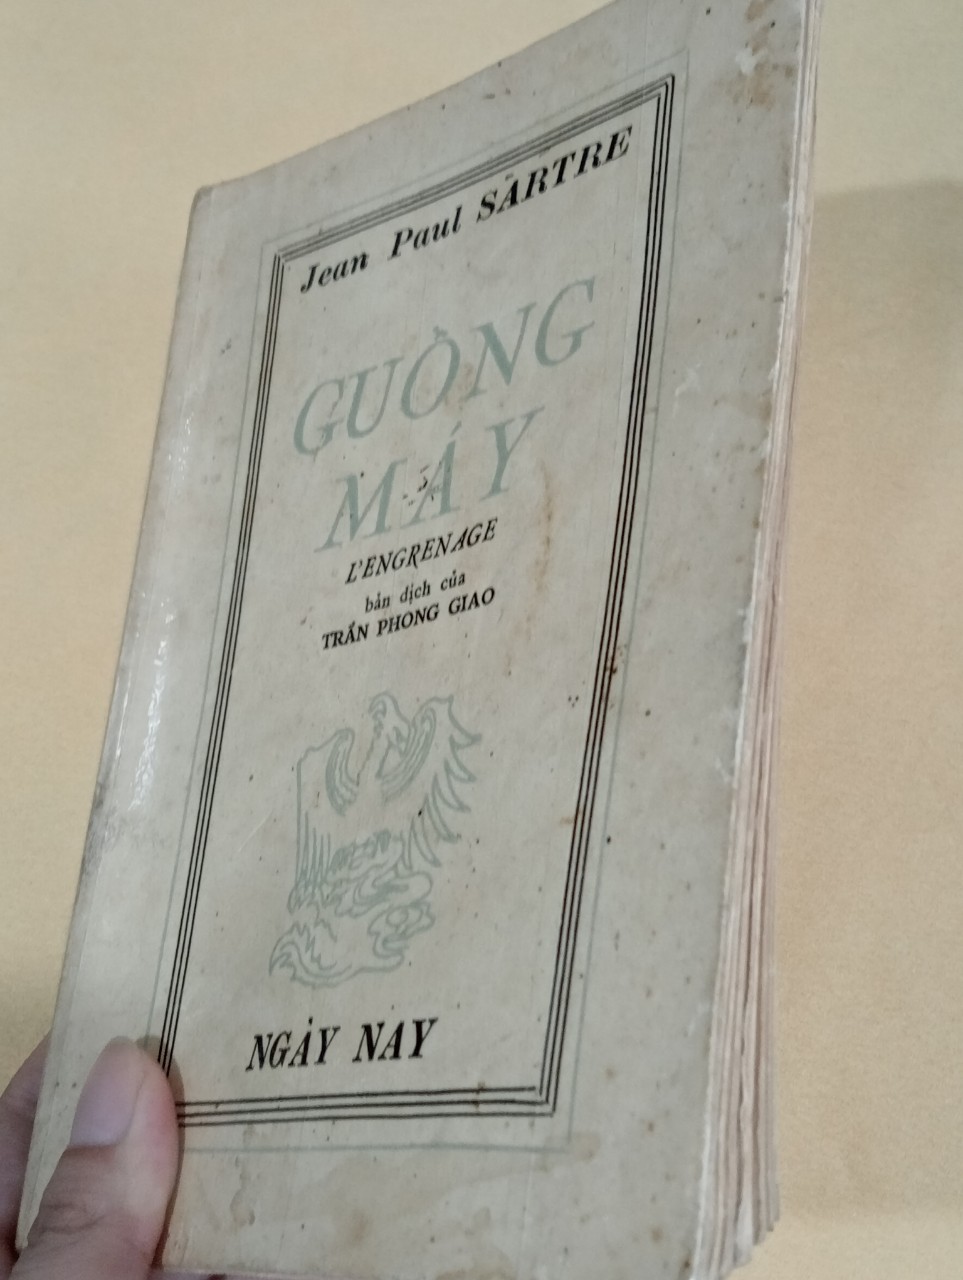 Jean Paul SARTRE
GUỒNG
MÁY
L'ENGRENAGE
bản dịch của
TRẦN PHONG GIAO
NGÀY NAY